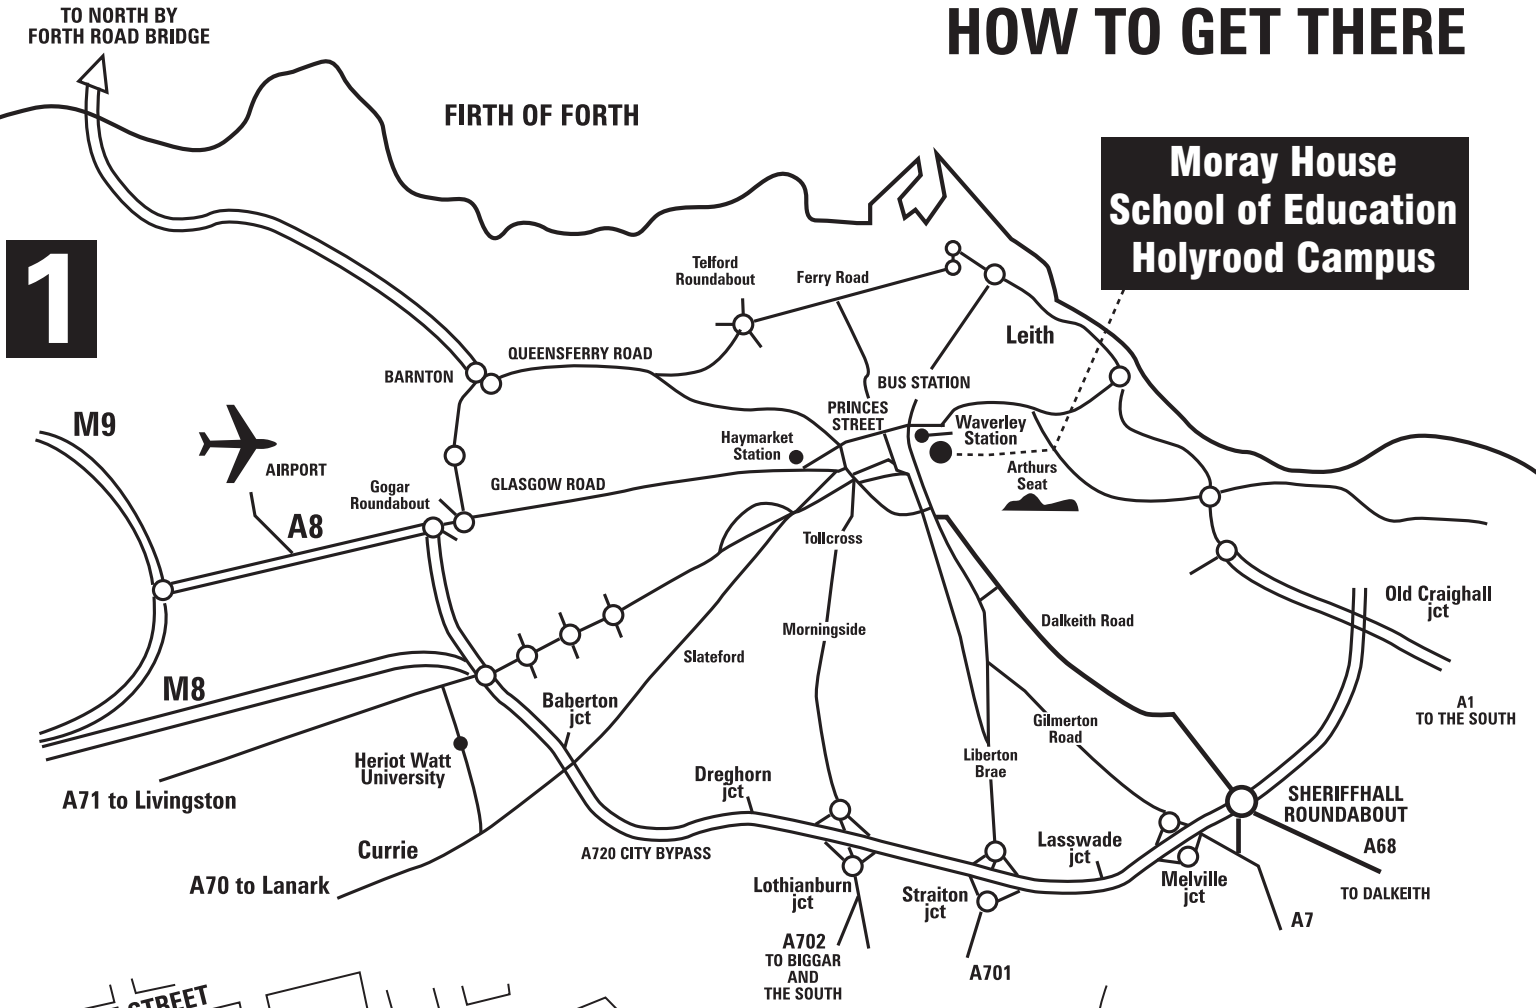 TO NORTH BY
FORTH ROAD BRIDGE
HOW TO GET THERE
FIRTH OF FORTH
Moray House
School of Education
Holyrood Campus
1
Telford
Roundabout
Ferry Road
Leith
QUEENSFERRY ROAD
BARNTON
BUS STATION
PRINCES
STREET
M9
AIRPORT
Haymarket
Station
Waverley
Station
Arthurs
Seat
Gogar
Roundabout
GLASGOW ROAD
A8
Tollcross
Old Craighall
jct
Dalkeith Road
Morningside
Slateford
M8
Baberton
jct
A1
TO THE SOUTH
Gilmerton
Road
Heriot Watt
University
Liberton
Brae
Dreghorn
jct
A71 to Livingston
SHERIFFHALL
ROUNDABOUT
Currie
A720 CITY BYPASS
Lasswade
jct
A68
A70 to Lanark
Lothianburn
jct
Straiton
jct
Melville
jct
TO DALKEITH
A7
A702
TO BIGGAR
AND
THE SOUTH
A701
STREET